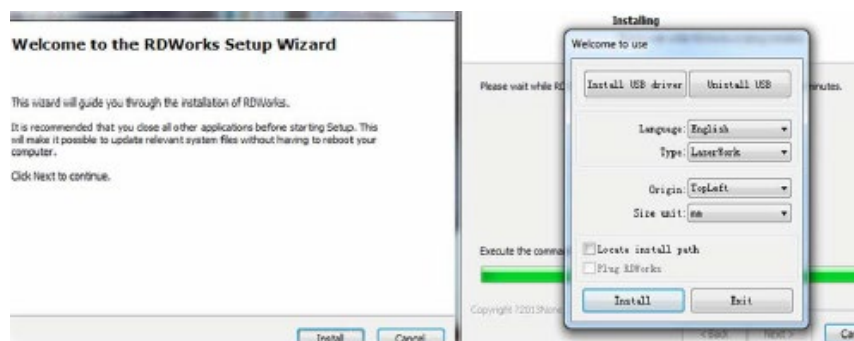 Welcome to the RDWorks Setup Wizard
This wizard will guide you through the installation of RDWorks.
It is recommended that you close all other applications before starting Setup. This
will make it possible to update relevant system files without having to reboot your
computer.
Click Next to continue.
Install
Cancel
Installing
Please wait while RD
minutes.
Welcome to use
Install USB driver
Unistall USB
Language: English
Type: LaserWork
Origin: TopLeft
Size unit: mm
Locate install path
Plug RDWorks
Execute the comma
Install
Exit
Copyright ?2013None
< Back
Next >
Ca